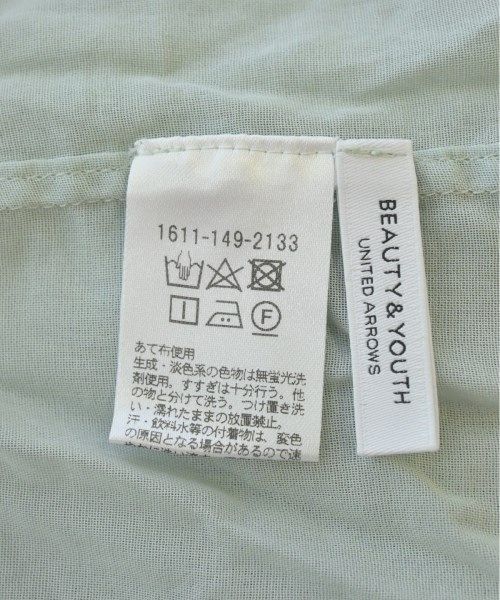 1611-149-2133
F
あて布使用
生成・淡色系の色物は無蛍光洗
剤使用。すすぎは十分行う。他
の物と分けて洗う。つけ置き洗
い・濡れたままの放置禁止。
汗・飲料水等の付着物は、変色
の原因となる場合があるので速
BEAUTY & YOUTH
UNITED ARROWS